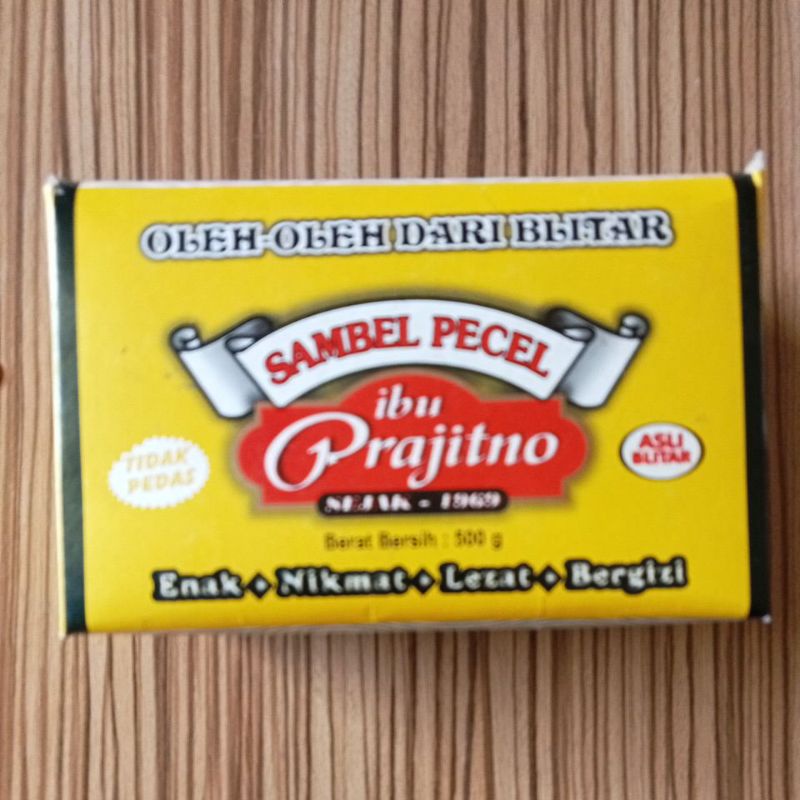 OLEH-OLEH DARI BLITAR
SAMBEL PECEL
ibu
Prajitno
SEJAK - 1969
TIDAK
PEDAS
ASLI
BLITAR
Berat Bersih : 500 g
Enak ◆ Nikmat ◆ Lezat ◆ Bergizi